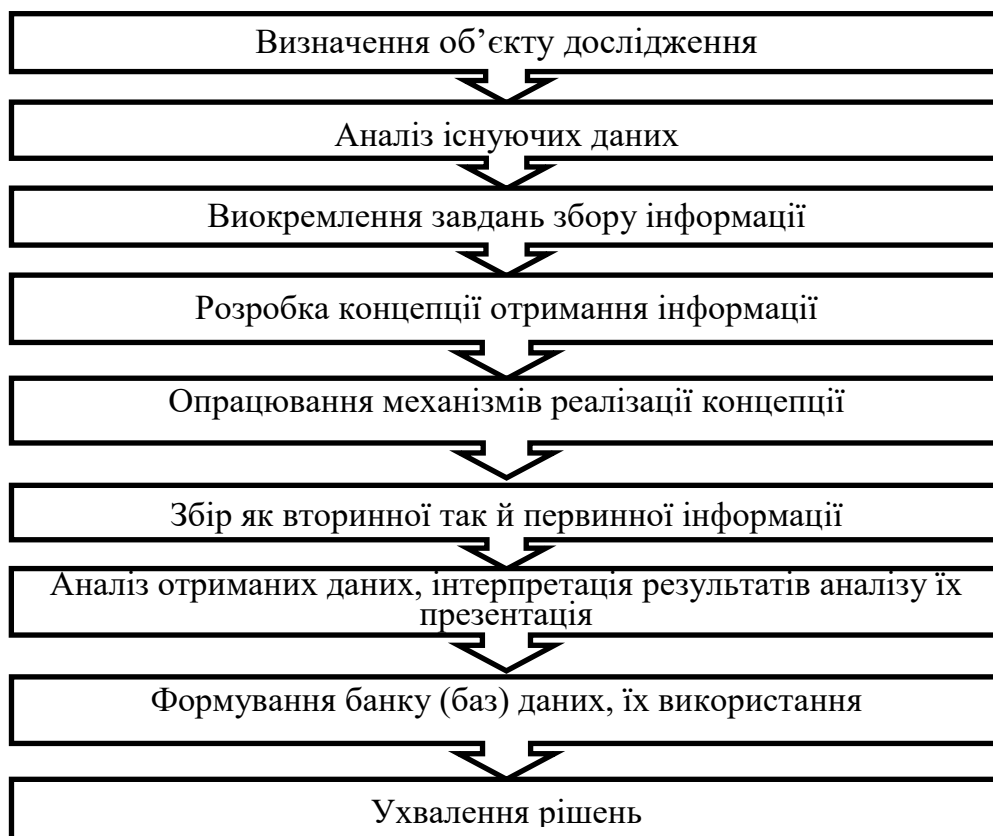 Визначення об’єкту дослідження
Аналіз існуючих даних
Виокремлення завдань збору інформації
Розробка концепції отримання інформації
Опрацювання механізмів реалізації концепції
Збір як вторинної так й первинної інформації
Аналіз отриманих даних, інтерпретація результатів аналізу їх
презентація
Формування банку (баз) даних, їх використання
Ухвалення рішень